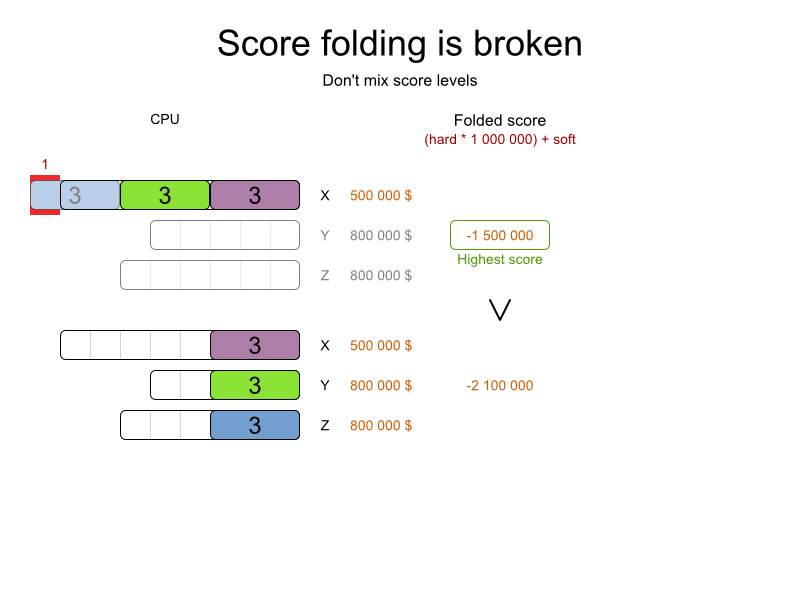 Score folding is broken
Don't mix score levels
CPU
Folded score
(hard * 1 000 000) + soft
1
3 3 3 X 500 000 $
Y 800 000 $ -1 500 000
Highest score
Z 800 000 $
3 X 500 000 $
3 Y 800 000 $ -2 100 000
3 Z 800 000 $